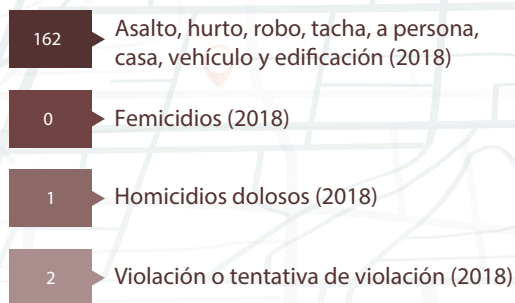 162
Asalto, hurto, robo, tacha, a persona,
casa, vehículo y edificación (2018)
0
Femicidios (2018)
1
Homicidios dolosos (2018)
2
Violación o tentativa de violación (2018)